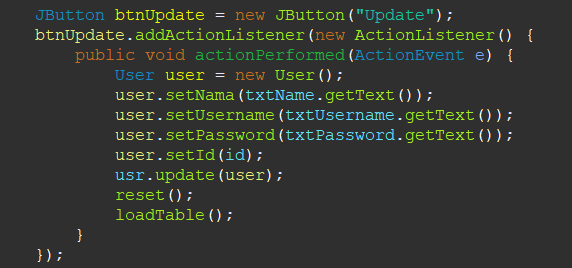 JButton btnUpdate = new JButton("Update");
btnUpdate.addActionListener(new ActionListener() {
public void actionPerformed(ActionEvent e) {
User user = new User();
user.setNama(txtName.getText());
user.setUsername(txtUsername.getText());
user.setPassword(txtPassword.getText());
user.setId(id);
usr.update(user);
reset();
loadTable();
}
});